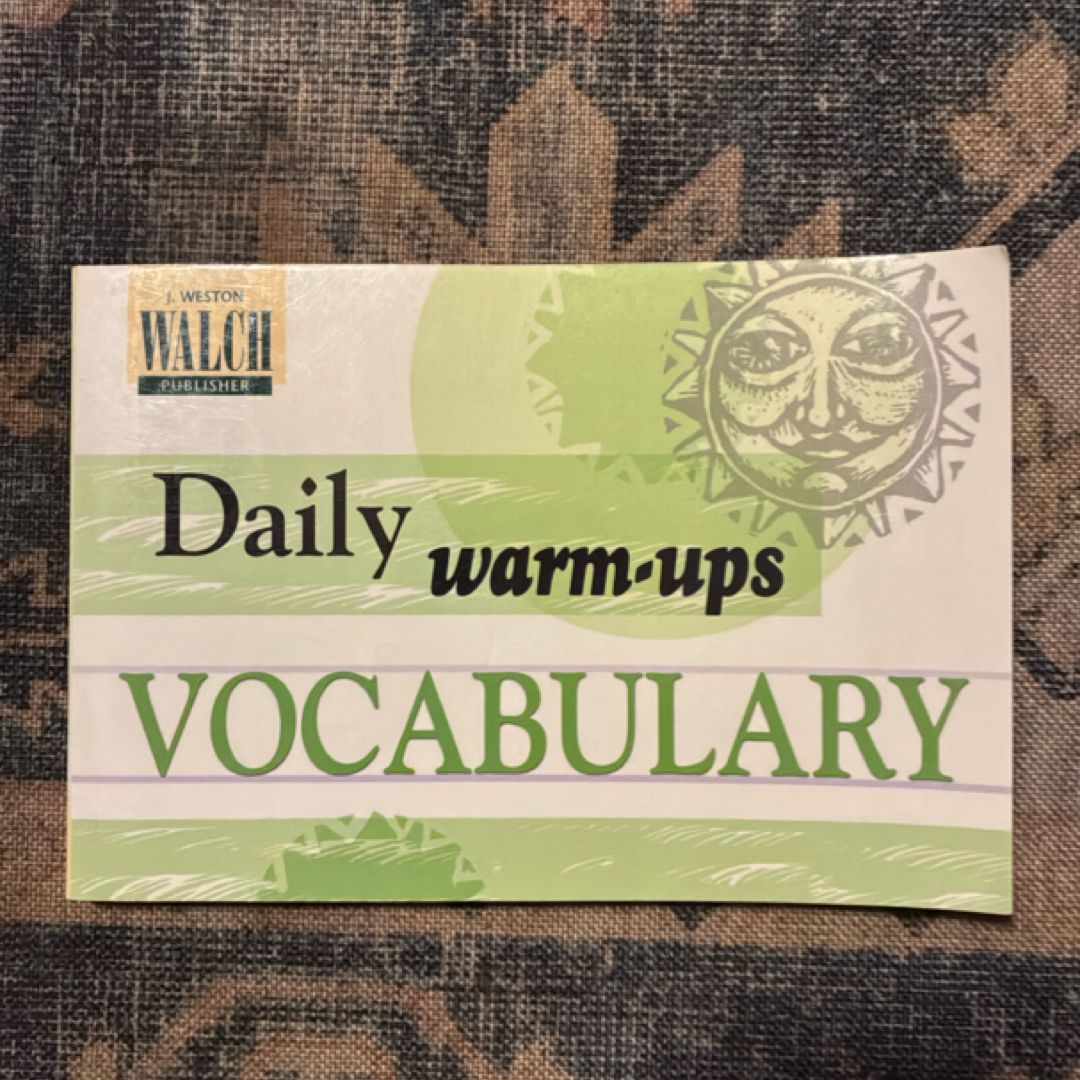 J. WESTON
WALCH
PUBLISHER
Daily
warm-ups
VOCABULARY